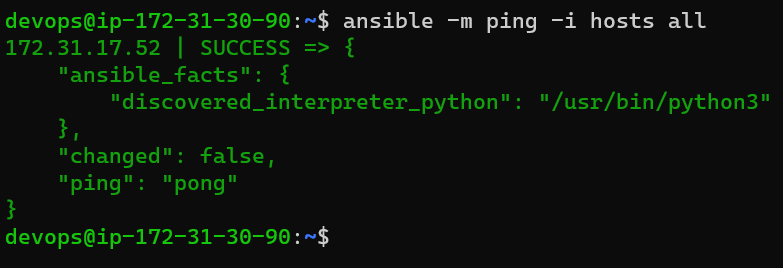 devops@ip-172-31-30-90:~$ ansible -m ping -i hosts all
172.31.17.52 | SUCCESS => {
    "ansible_facts": {
        "discovered_interpreter_python": "/usr/bin/python3"
    },
    "changed": false,
    "ping": "pong"
}
devops@ip-172-31-30-90:~$